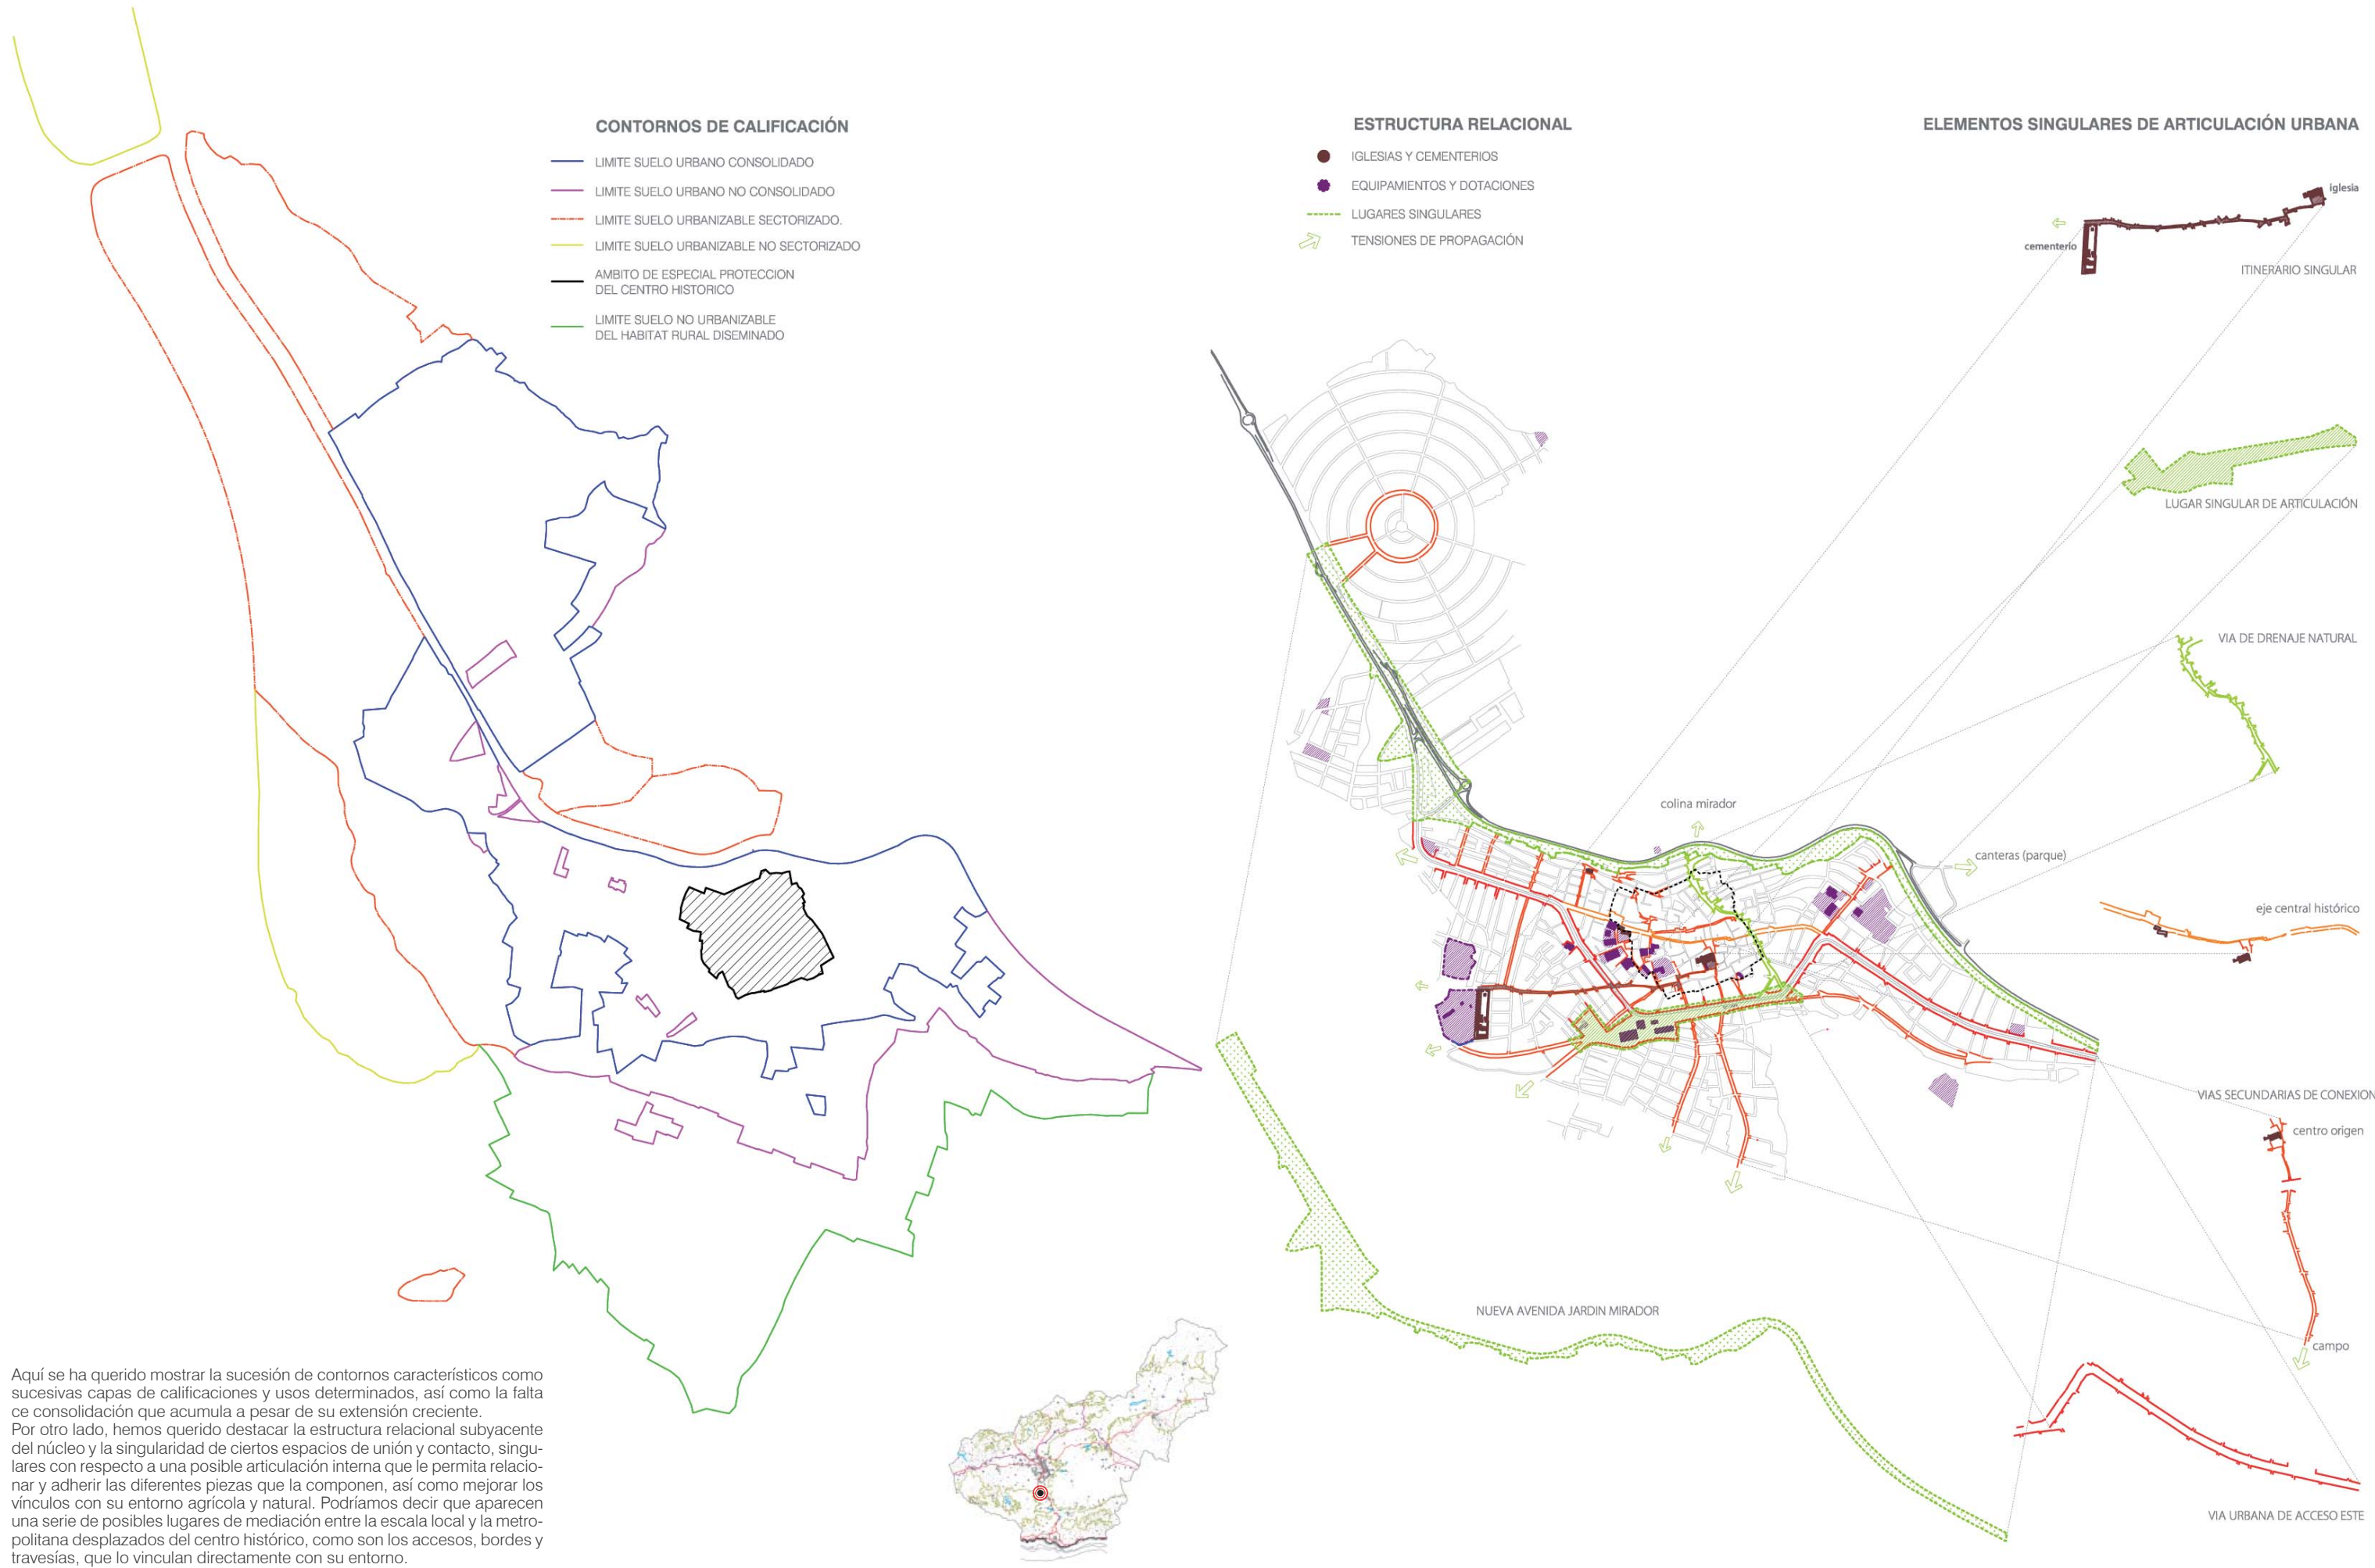 CONTORNOS DE CALIFICACIÓN
LIMITE SUELO URBANO CONSOLIDADO
LIMITE SUELO URBANO NO CONSOLIDADO
LIMITE SUELO URBANIZABLE SECTORIZADO.
LIMITE SUELO URBANIZABLE NO SECTORIZADO
AMBITO DE ESPECIAL PROTECCION
DEL CENTRO HISTORICO
LIMITE SUELO NO URBANIZABLE
DEL HABITAT RURAL DISEMINADO
ESTRUCTURA RELACIONAL
IGLESIAS Y CEMENTERIOS
EQUIPAMIENTOS Y DOTACIONES
LUGARES SINGULARES
TENSIONES DE PROPAGACIÓN
ELEMENTOS SINGULARES DE ARTICULACIÓN URBANA
iglesia
cementerio
ITINERARIO SINGULAR
LUGAR SINGULAR DE ARTICULACIÓN
VIA DE DRENAJE NATURAL
colina mirador
canteras (parque)
eje central histórico
VIAS SECUNDARIAS DE CONEXION
centro origen
campo
NUEVA AVENIDA JARDIN MIRADOR
VIA URBANA DE ACCESO ESTE
Aquí se ha querido mostrar la sucesión de contornos característicos como
sucesivas capas de calificaciones y usos determinados, así como la falta
ce consolidación que acumula a pesar de su extensión creciente.
Por otro lado, hemos querido destacar la estructura relacional subyacente
del núcleo y la singularidad de ciertos espacios de unión y contacto, singu-
lares con respecto a una posible articulación interna que le permita relacio-
nar y adherir las diferentes piezas que la componen, así como mejorar los
vínculos con su entorno agrícola y natural. Podríamos decir que aparecen
una serie de posibles lugares de mediación entre la escala local y la metro-
politana desplazados del centro histórico, como son los accesos, bordes y
travesías, que lo vinculan directamente con su entorno.